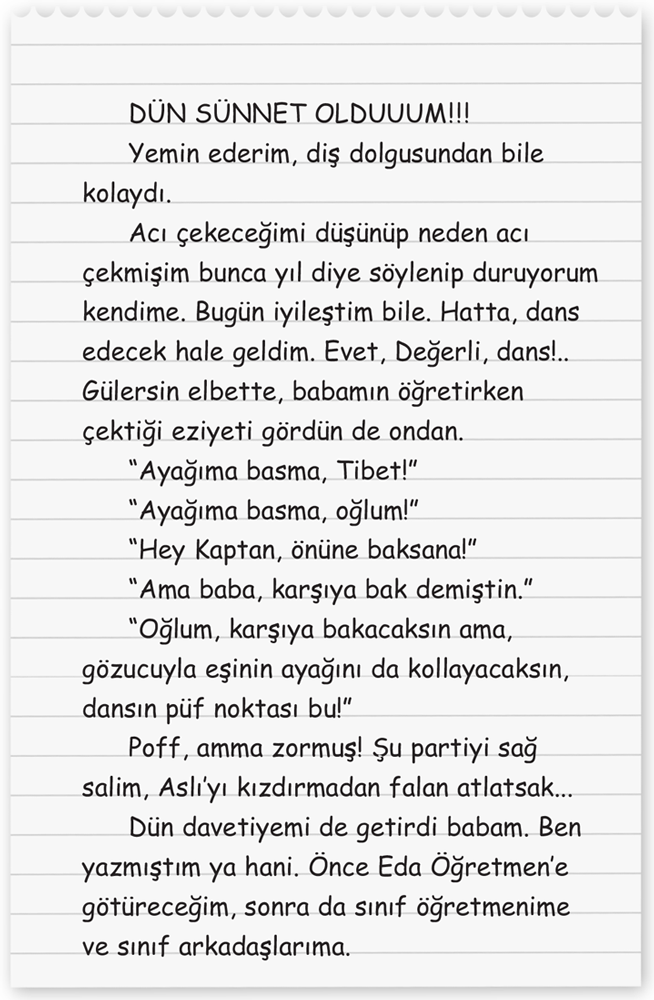 DÜN SÜNNET OLDUUUM!!!
Yemin ederim, diş dolgusundan bile
kolaydı.
Acı çekeceğimi düşünüp neden acı
çekmişim bunca yıl diye söylenip duruyorum
kendime. Bugün iyileştim bile. Hatta, dans
edecek hale geldim. Evet, Değerli, dans!..
Gülersin elbette, babamın öğretirken
çektiği eziyeti gördün de ondan.
“Ayağıma basma, Tibet!”
“Ayağıma basma, oğlum!”
“Hey Kaptan, önüne baksana!”
“Ama baba, karşıya bak demiştin.”
“Oğlum, karşıya bakacaksın ama,
gözucuyla eşinin ayağını da kollayacaksın,
dansın püf noktası bu!”
Poff, amma zormuş! Şu partiyi sağ
salim, Aslı’yı kızdırmadan falan atlatsak...
Dün davetiyemi de getirdi babam. Ben
yazmıştım ya hani. Önce Eda Öğretmen’e
götüreceğim, sonra da sınıf öğretmenime
ve sınıf arkadaşlarıma.